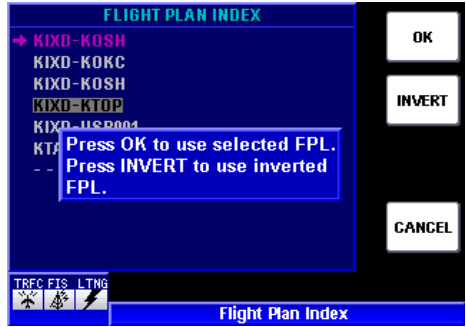 FLIGHT PLAN INDEX
KIXD-KOSH
KIXD-KOKC
KIXD-KOSH
KIXD-KTOP
KIXD-USR001
Press OK to use selected FPL.
Press INVERT to use inverted
FPL.
OK
INVERT
CANCEL
TRFC FIS LTNG
Flight Plan Index